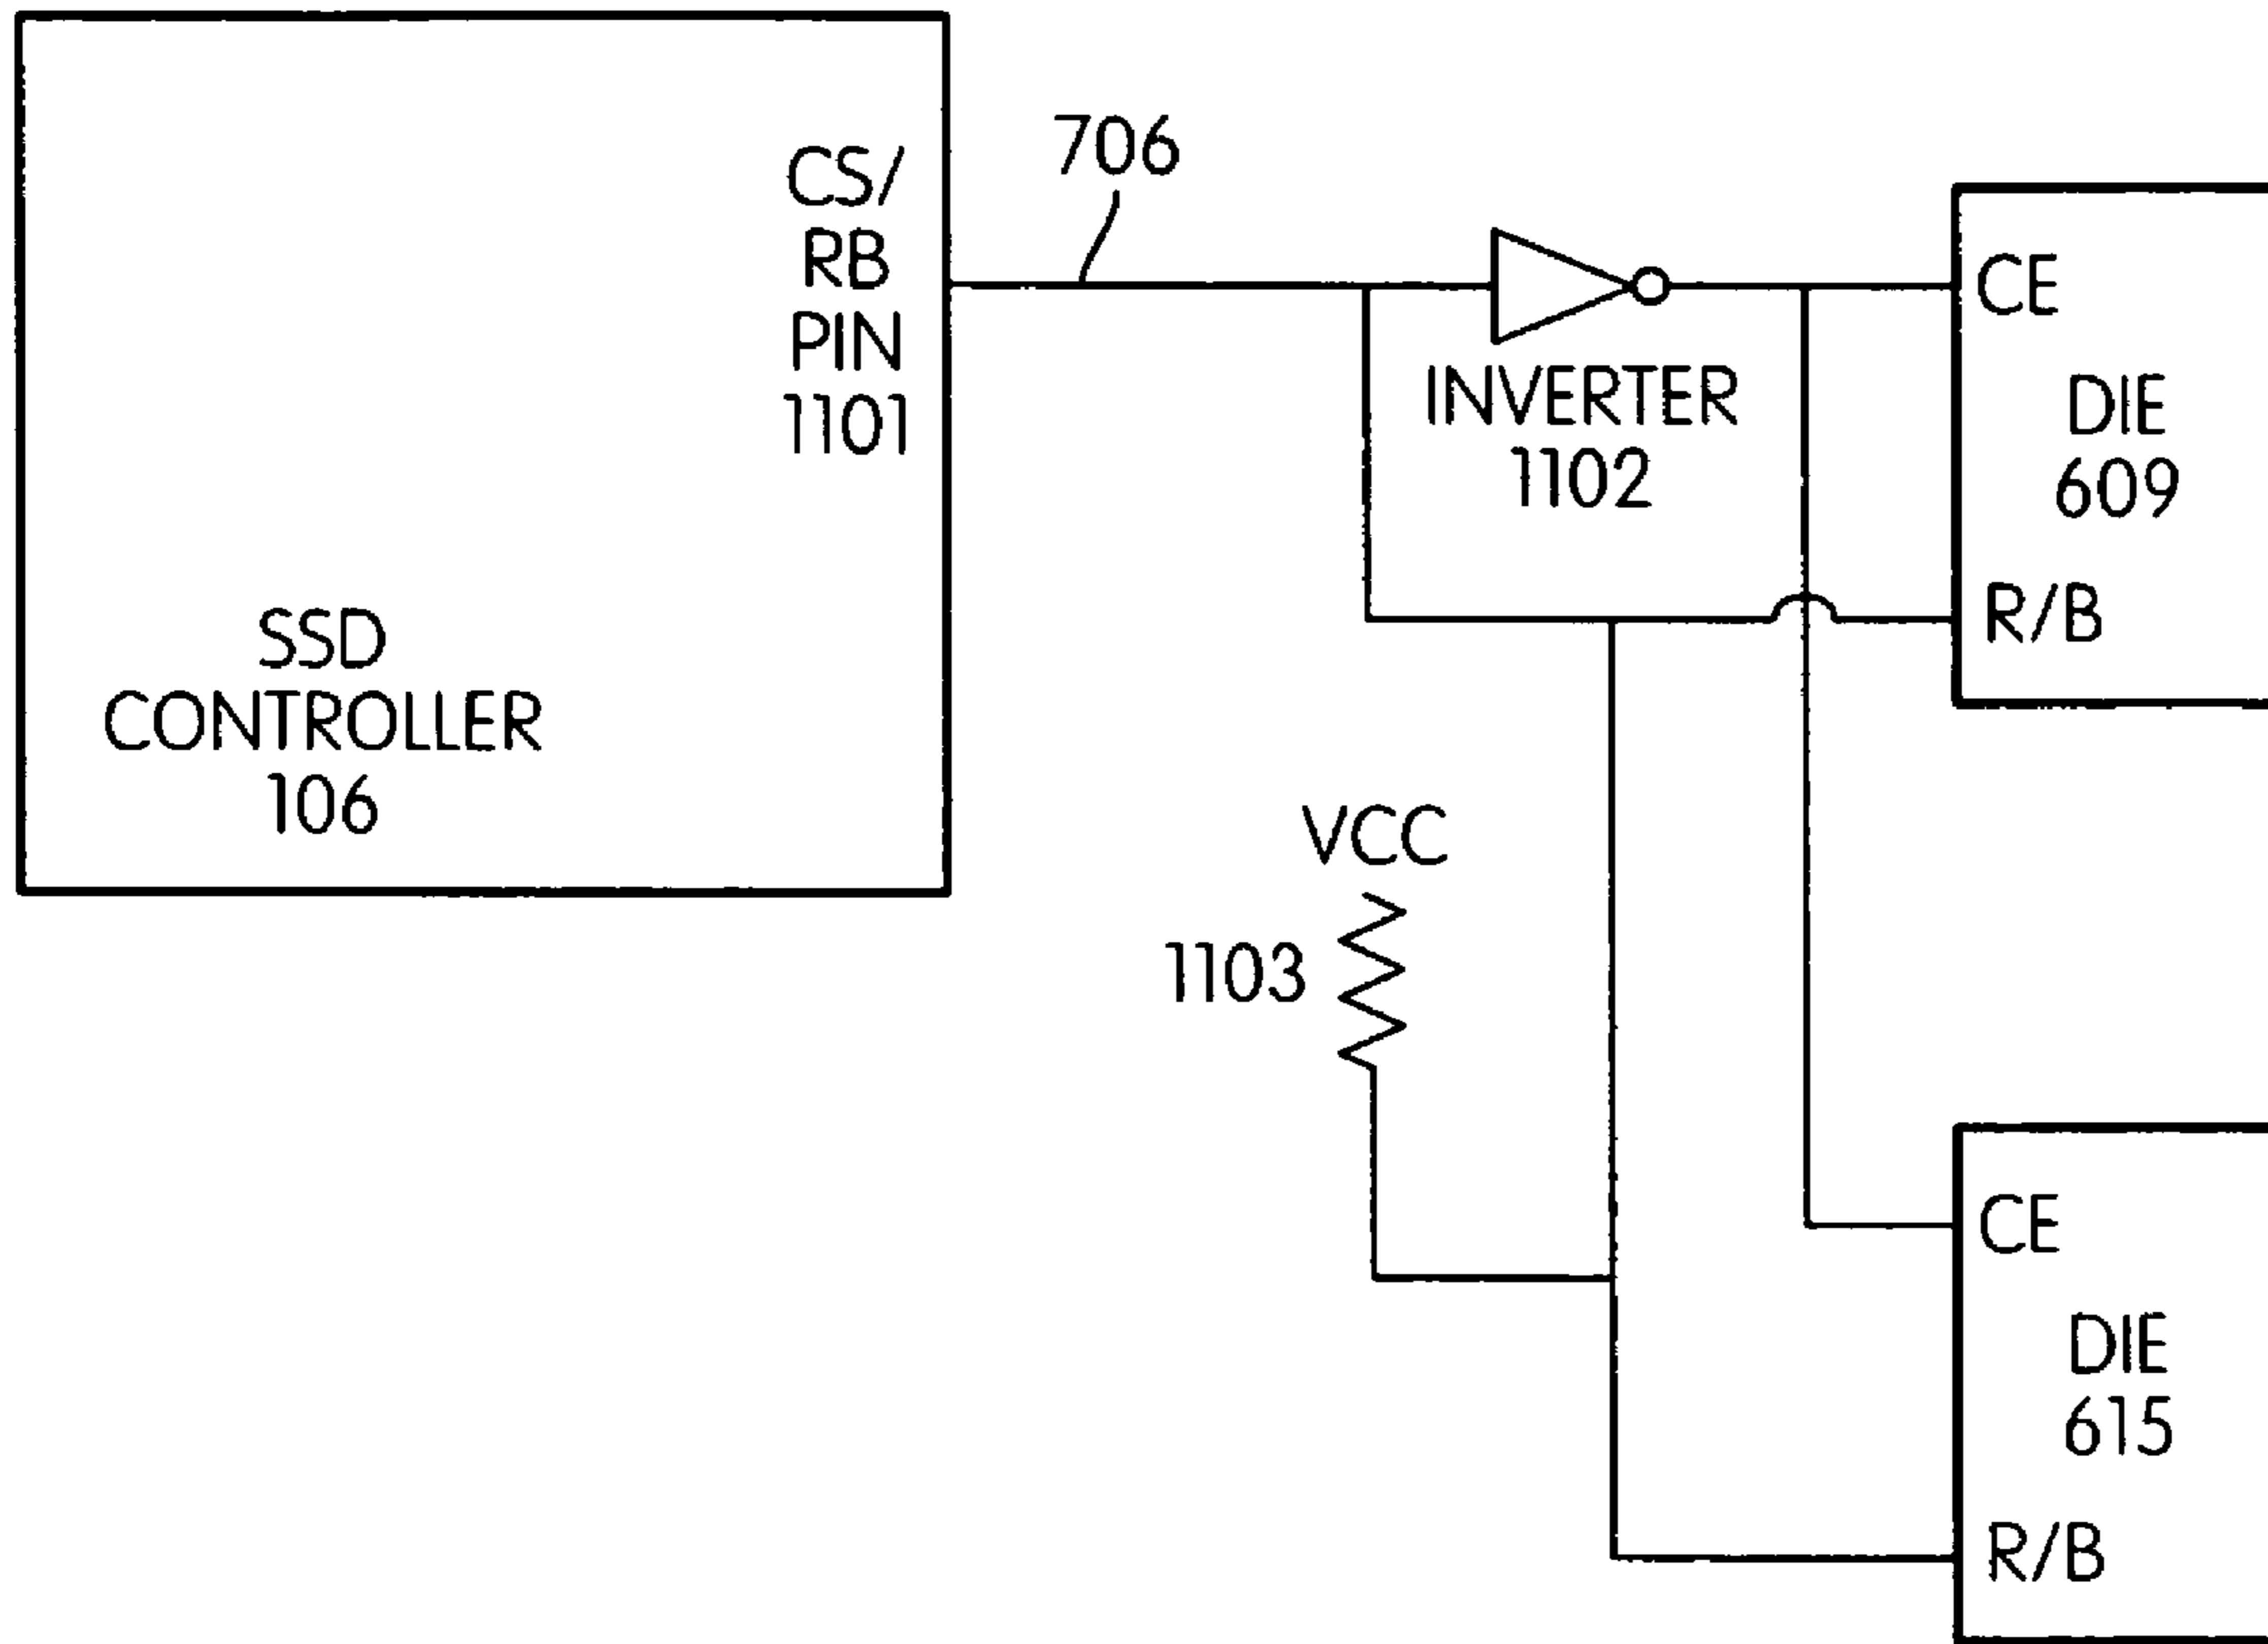 CS/
RB
PIN
1101
706
INVERTER
1102
CE
DIE
609
R/B
SSD
CONTROLLER
106
VCC
1103
CE
DIE
615
R/B